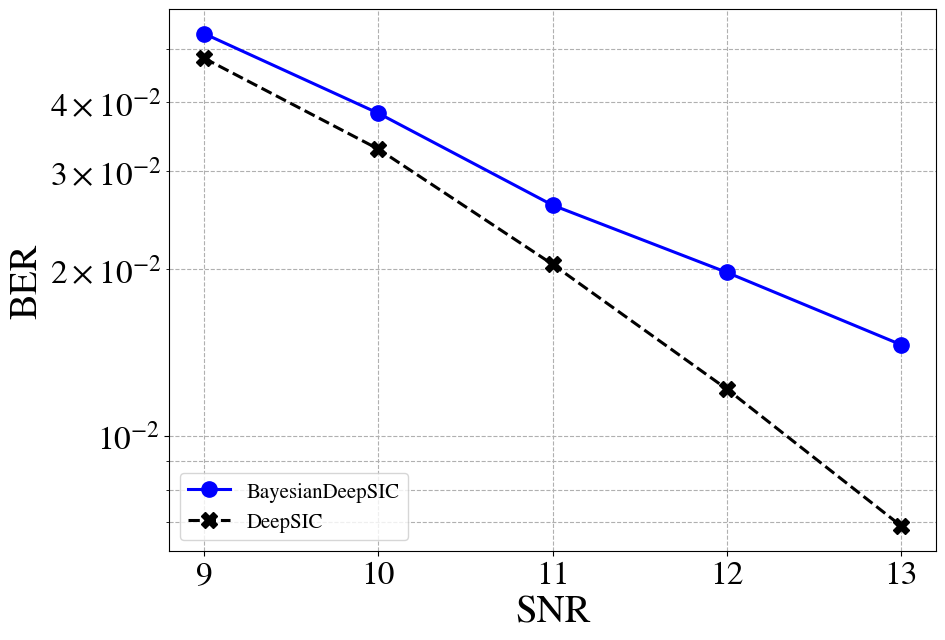 BER
4×10⁻²
3×10⁻²
2×10⁻²
10⁻²
BayesianDeepSIC
DeepSIC
9 10 11 12 13
SNR